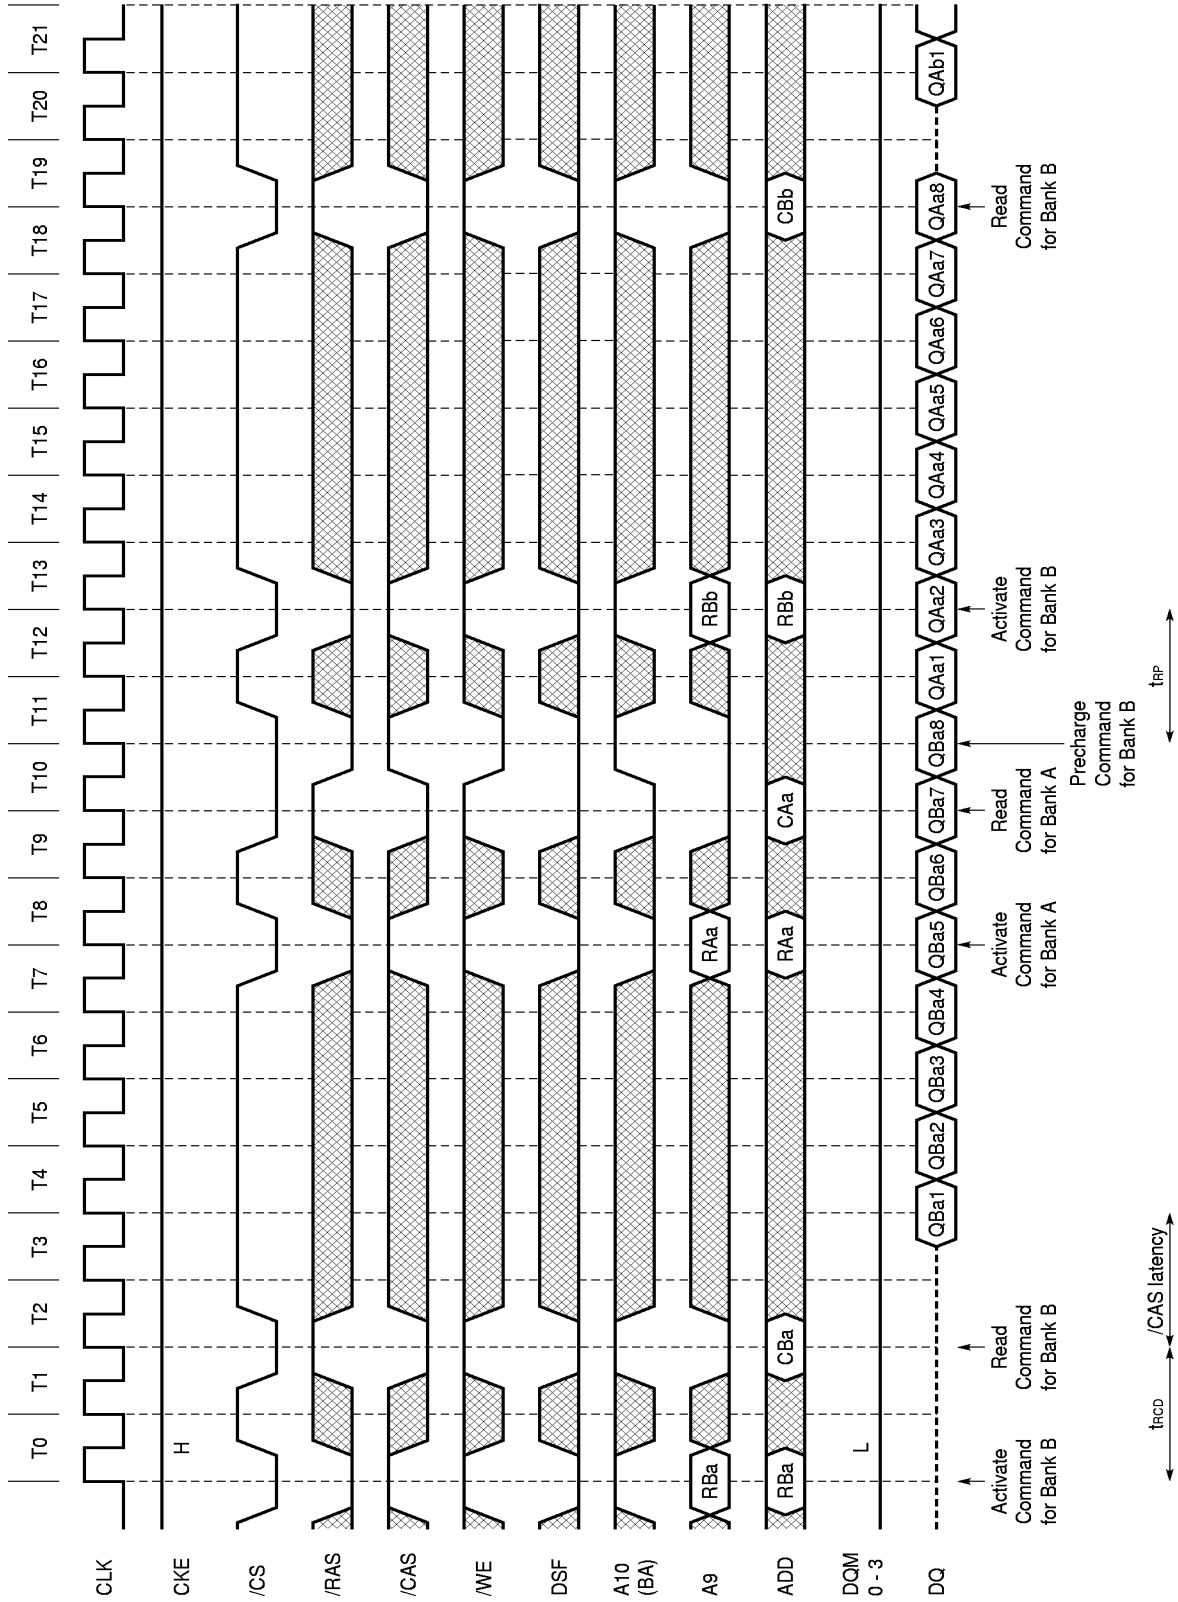 T0 T1 T2 T3 T4 T5 T6 T7 T8 T9 T10 T11 T12 T13 T14 T15 T16 T17 T18 T19 T20 T21
CLK
CKE H
/CS
/RAS
/CAS
/WE
DSF
A10
(BA)
A9 RBa RAa RBb
ADD RBa CBa RAa CAa RBb CBb
DQM
0 - 3
L
DQ QBa1 QBa2 QBa3 QBa4 QBa5 QBa6 QBa7 QBa8 QAa1 QAa2 QAa3 QAa4 QAa5 QAa6 QAa7 QAa8 QAb1
Activate
Command
for Bank B
Read
Command
for Bank B
Activate
Command
for Bank A
Read
Command
for Bank A
Precharge
Command
for Bank B
Activate
Command
for Bank B
Read
Command
for Bank B
tRCD
/CAS latency
tRP